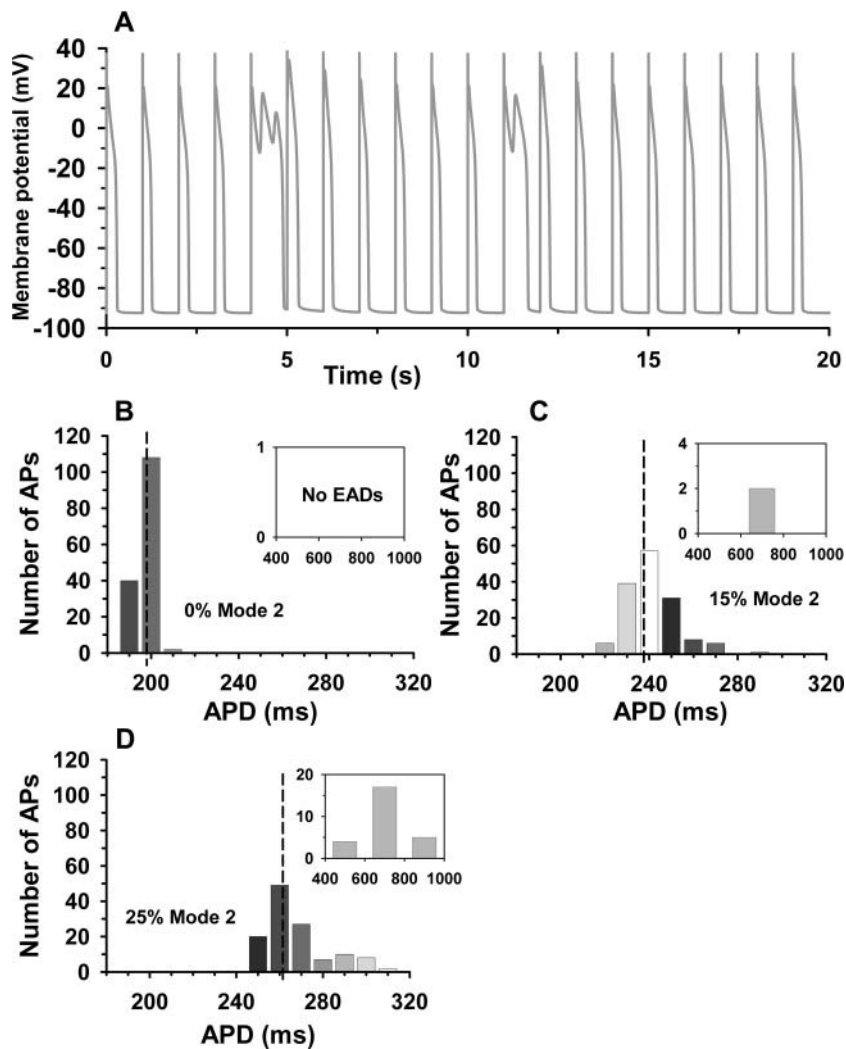 A
Membrane potential (mV)
40
20
0
-20
-40
-60
-80
-100
0 5 10 15 20
Time (s)
B
Number of APs
120
100
80
60
40
20
0
1
No EADs
0
400 600 800 1000
0% Mode 2
200 240 280 320
APD (ms)
C
Number of APs
120
100
80
60
40
20
0
4
2
0
400 600 800 1000
15% Mode 2
200 240 280 320
APD (ms)
D
Number of APs
120
100
80
60
40
20
0
20
10
0
400 600 800 1000
25% Mode 2
200 240 280 320
APD (ms)